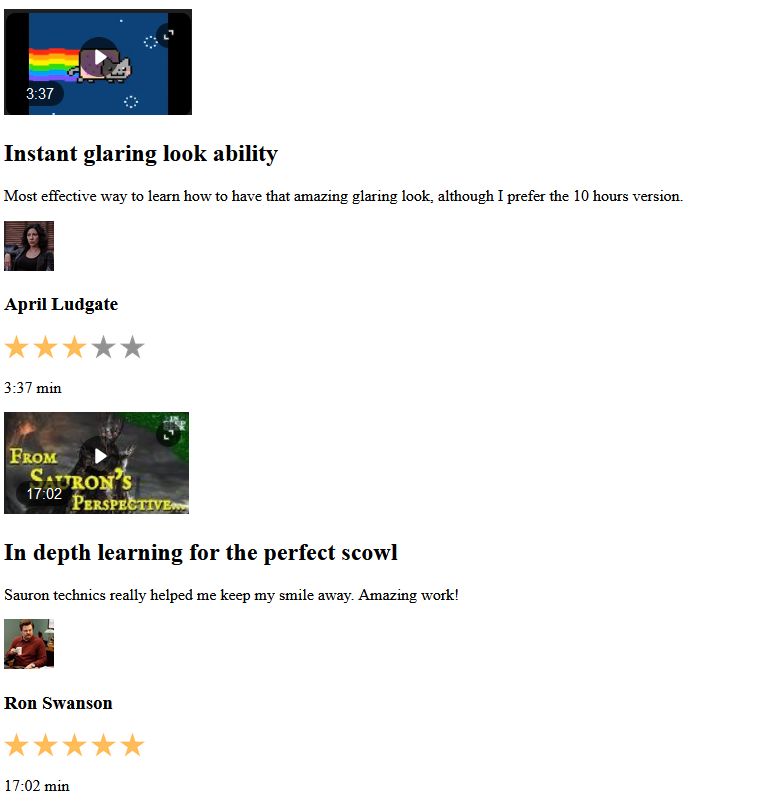 3:37
Instant glaring look ability
Most effective way to learn how to have that amazing glaring look, although I prefer the 10 hours version.
April Ludgate
3:37 min
FROM
SAURON'S
PERSPECTIVE...
17:02
In depth learning for the perfect scowl
Sauron technics really helped me keep my smile away. Amazing work!
Ron Swanson
17:02 min